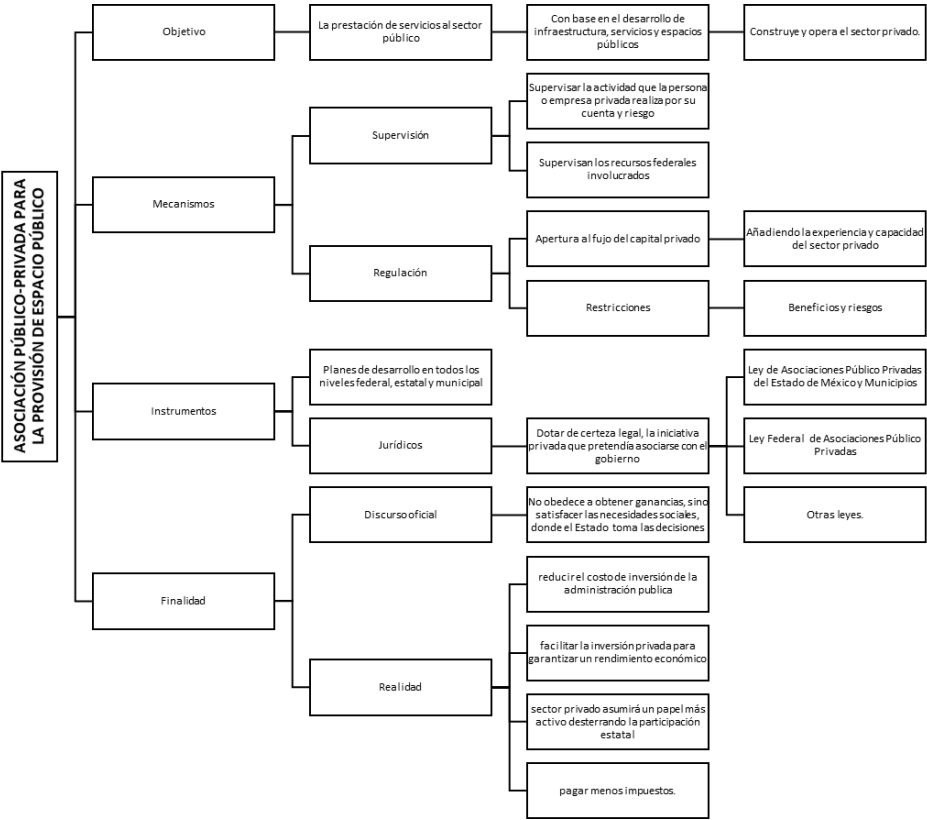 ASOCIACIÓN PÚBLICO-PRIVADA PARA
LA PROVISIÓN DE ESPACIO PÚBLICO
Objetivo
La prestación de servicios al sector
público
Con base en el desarrollo de
infraestructura, servicios y espacios
públicos
Construye y opera el sector privado.
Mecanismos
Supervisión
Supervisar la actividad que la persona
o empresa privada realiza por su
cuenta y riesgo
Supervisan los recursos federales
involucrados
Regulación
Apertura al fujo del capital privado
Añadiendo la experiencia y capacidad
del sector privado
Restricciones
Beneficios y riesgos
Instrumentos
Planes de desarrollo en todos los
niveles federal, estatal y municipal
Jurídicos
Dotar de certeza legal, la iniciativa
privada que pretendía asociarse con el
gobierno
Ley de Asociaciones Público Privadas
del Estado de México y Municipios
Ley Federal de Asociaciones Público
Privadas
Otras leyes.
Finalidad
Discurso oficial
No obedece a obtener ganancias, sino
satisfacer las necesidades sociales,
donde el Estado toma las decisiones
Realidad
reducir el costo de inversión de la
administración publica
facilitar la inversión privada para
garantizar un rendimiento económico
sector privado asumirá un papel más
activo desterrando la participación
estatal
pagar menos impuestos.